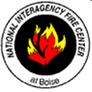 NATIONAL INTERAGENCY FIRE CENTER
at Boise